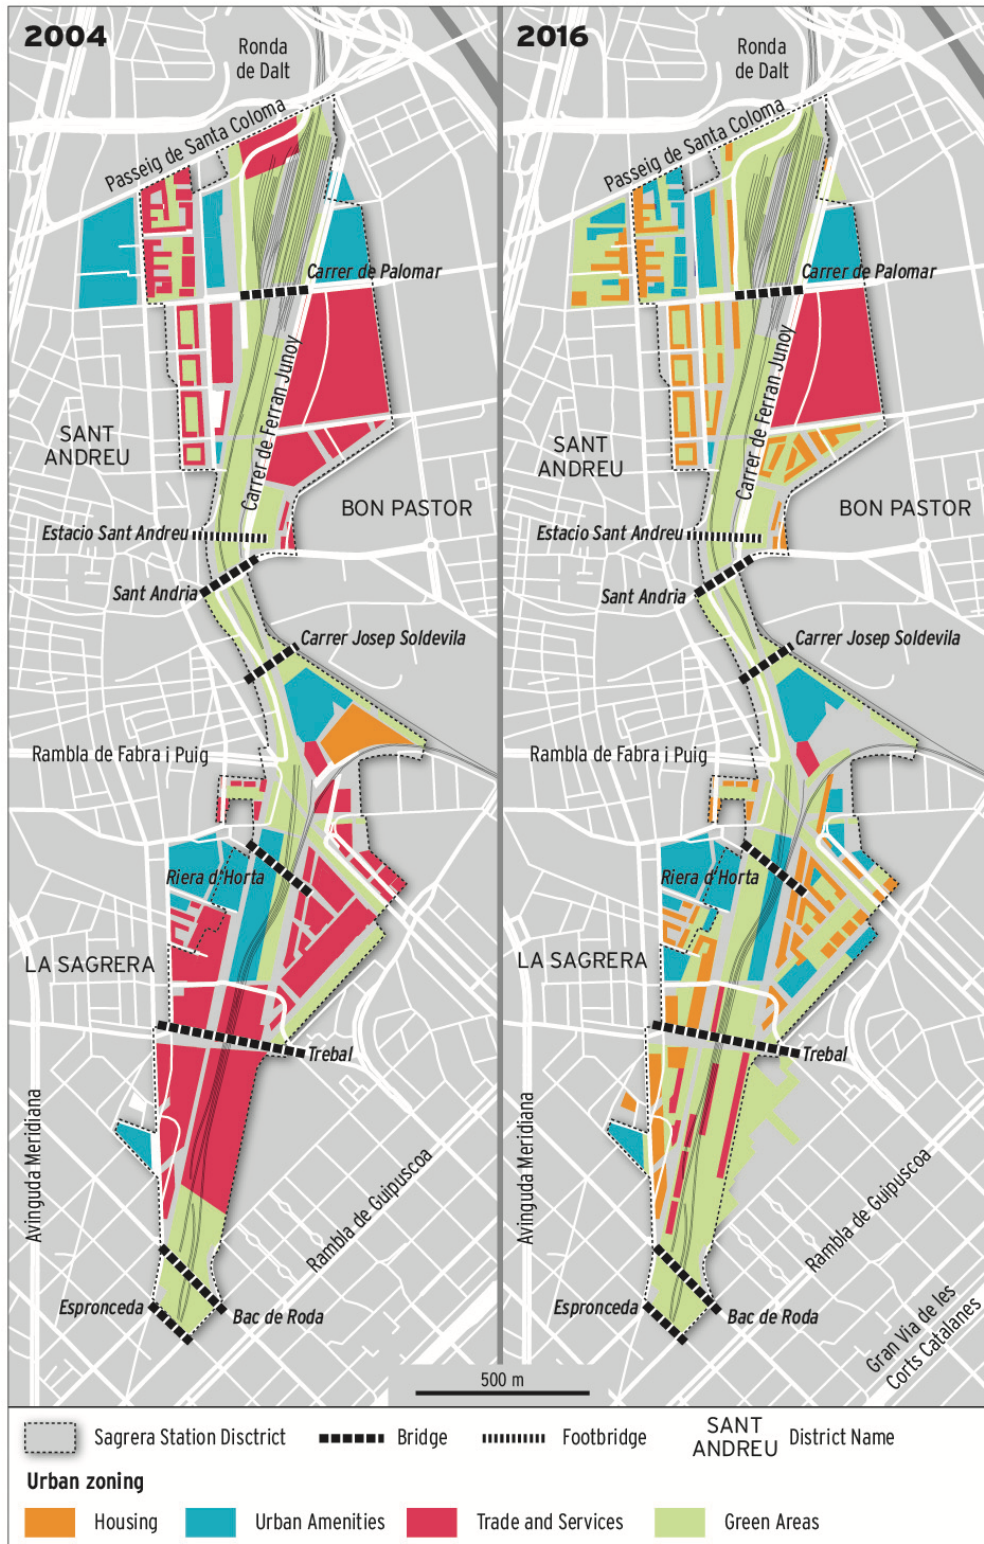 2004
Ronda
de Dalt
Passeig de Santa Coloma
Carrer de Palomar
Carrer de Ferran Junoy
SANT
ANDREU
BON PASTOR
Estacio Sant Andreu
Sant Andria
Carrer Josep Soldevila
Rambla de Fabra i Puig
Riera d'Horta
LA SAGRERA
Trebal
Avinguda Meridiana
Rambla de Guipuscoa
Espronceda
Bac de Roda
2016
Ronda
de Dalt
Passeig de Santa Coloma
Carrer de Palomar
Carrer de Ferran Junoy
SANT
ANDREU
BON PASTOR
Estacio Sant Andreu
Sant Andria
Carrer Josep Soldevila
Rambla de Fabra i Puig
Riera d'Horta
LA SAGRERA
Trebal
Avinguda Meridiana
Rambla de Guipuscoa
Espronceda
Bac de Roda
Gran Via de les
Corts Catalanes
500 m
Sagrera Station Disctrict
Bridge
Footbridge
SANT
ANDREU
District Name
Urban zoning
Housing
Urban Amenities
Trade and Services
Green Areas